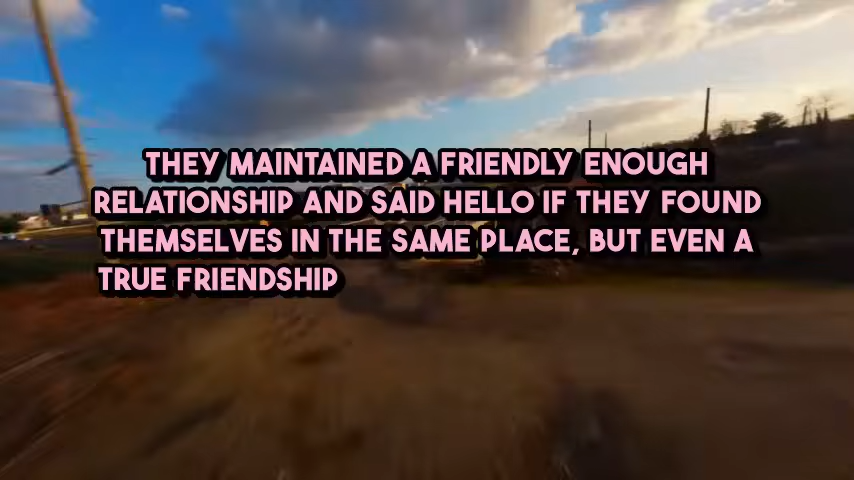 THEY MAINTAINED A FRIENDLY ENOUGH
RELATIONSHIP AND SAID HELLO IF THEY FOUND
THEMSELVES IN THE SAME PLACE, BUT EVEN A
TRUE FRIENDSHIP